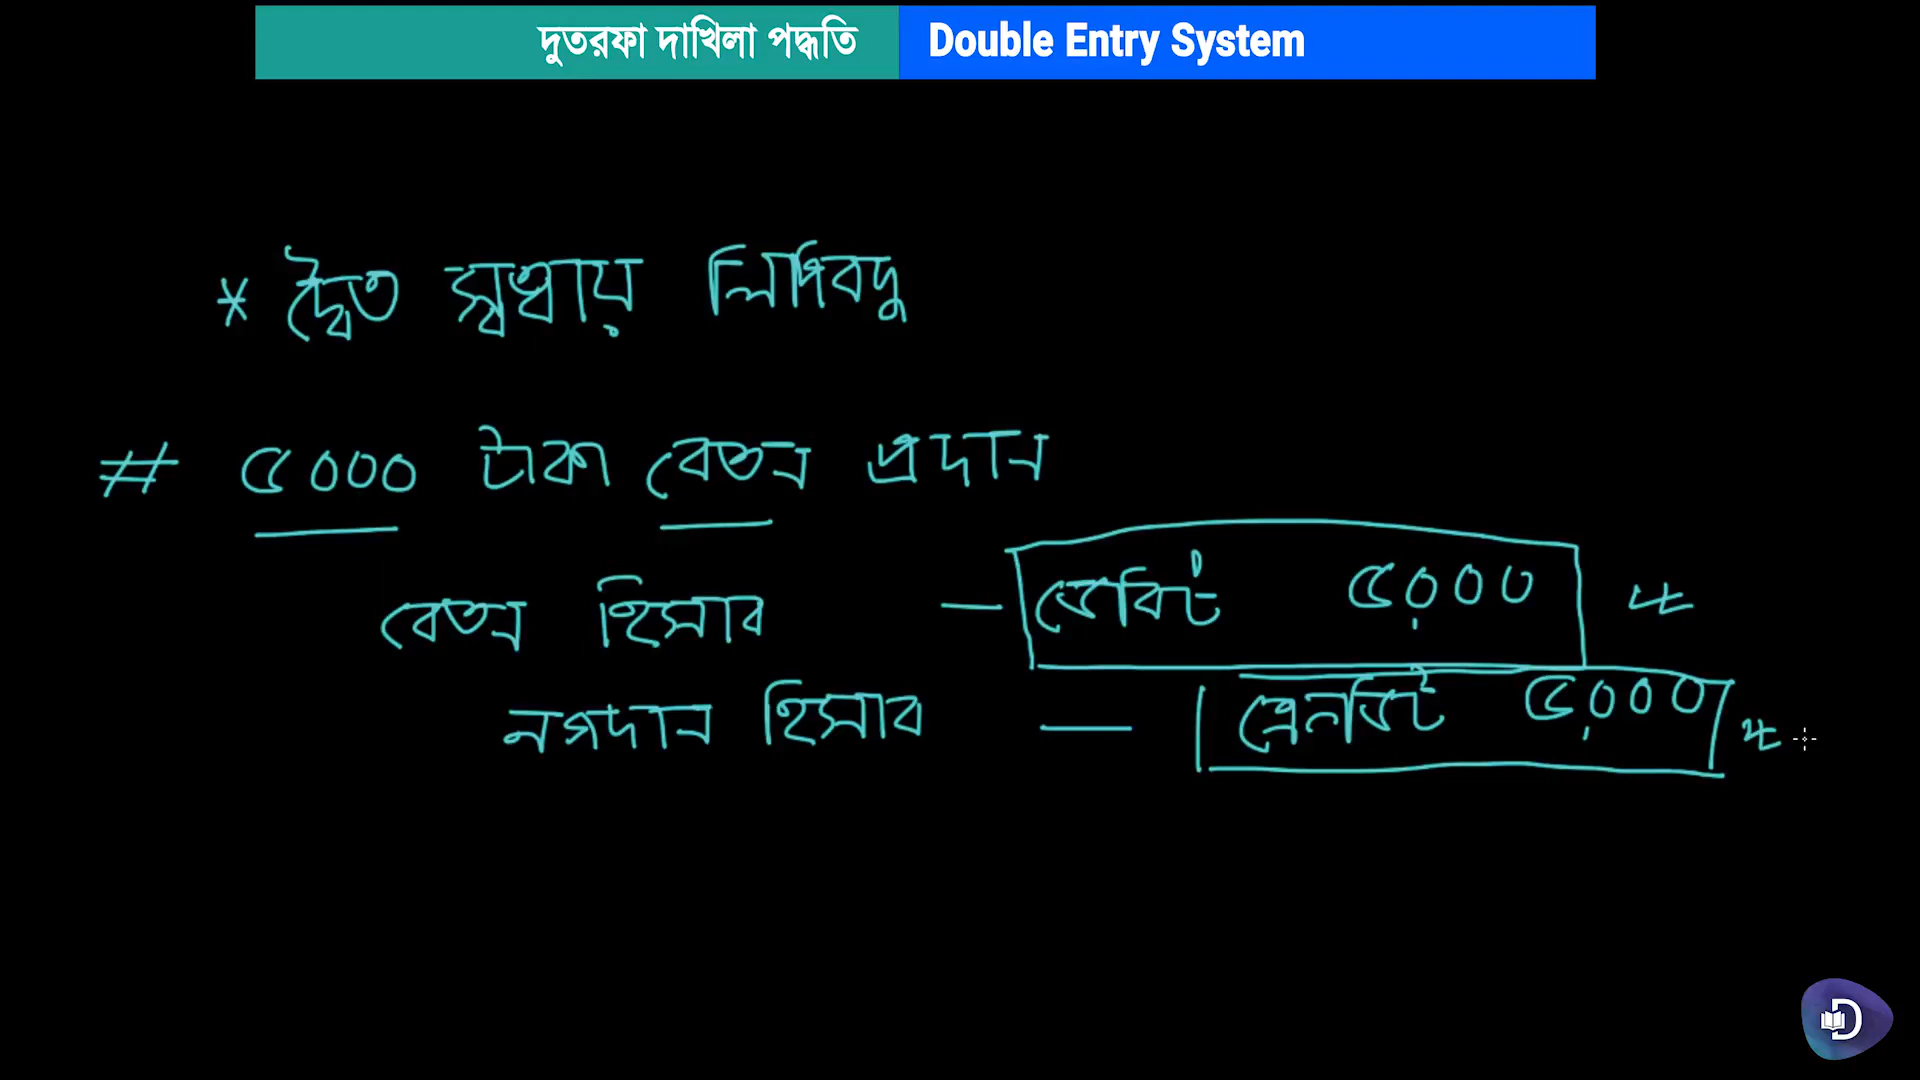 দুতরফা দাখিলা পদ্ধতি Double Entry System
* দ্বৈত স্বত্বায় লিপিবদ্ধ
# ৫০০০ টাকা বেতন প্রদান
বেতন হিসাব — ডেবিট ৫,০০০
নগদান হিসাব — ক্রেডিট ৫,০০০